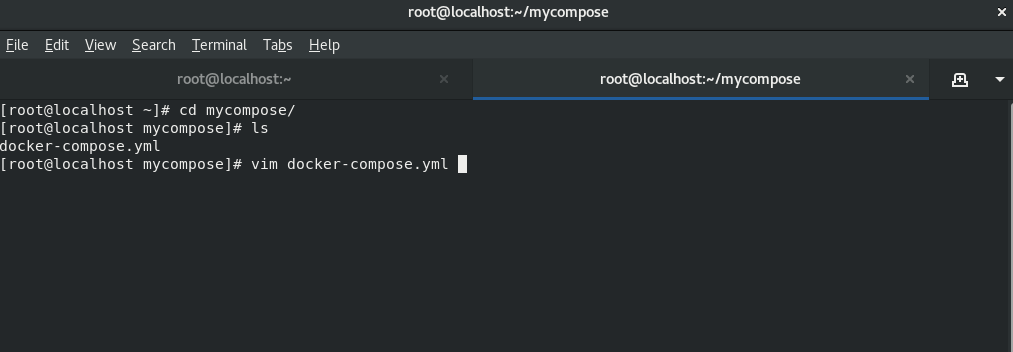 root@localhost:~/mycompose
File Edit View Search Terminal Tabs Help
root@localhost:~ root@localhost:~/mycompose
[root@localhost ~]# cd mycompose/
[root@localhost mycompose]# ls
docker-compose.yml
[root@localhost mycompose]# vim docker-compose.yml